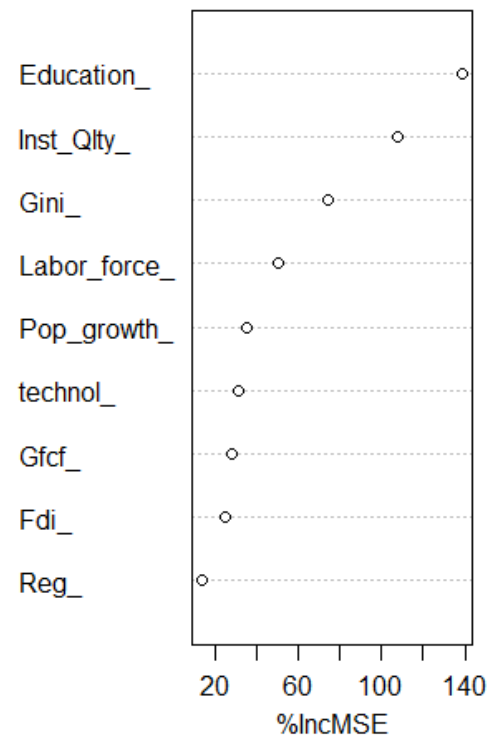 Education_
Inst_Qlty_
Gini_
Labor_force_
Pop_growth_
technol_
Gfcf_
Fdi_
Reg_
20 60 100 140
%IncMSE